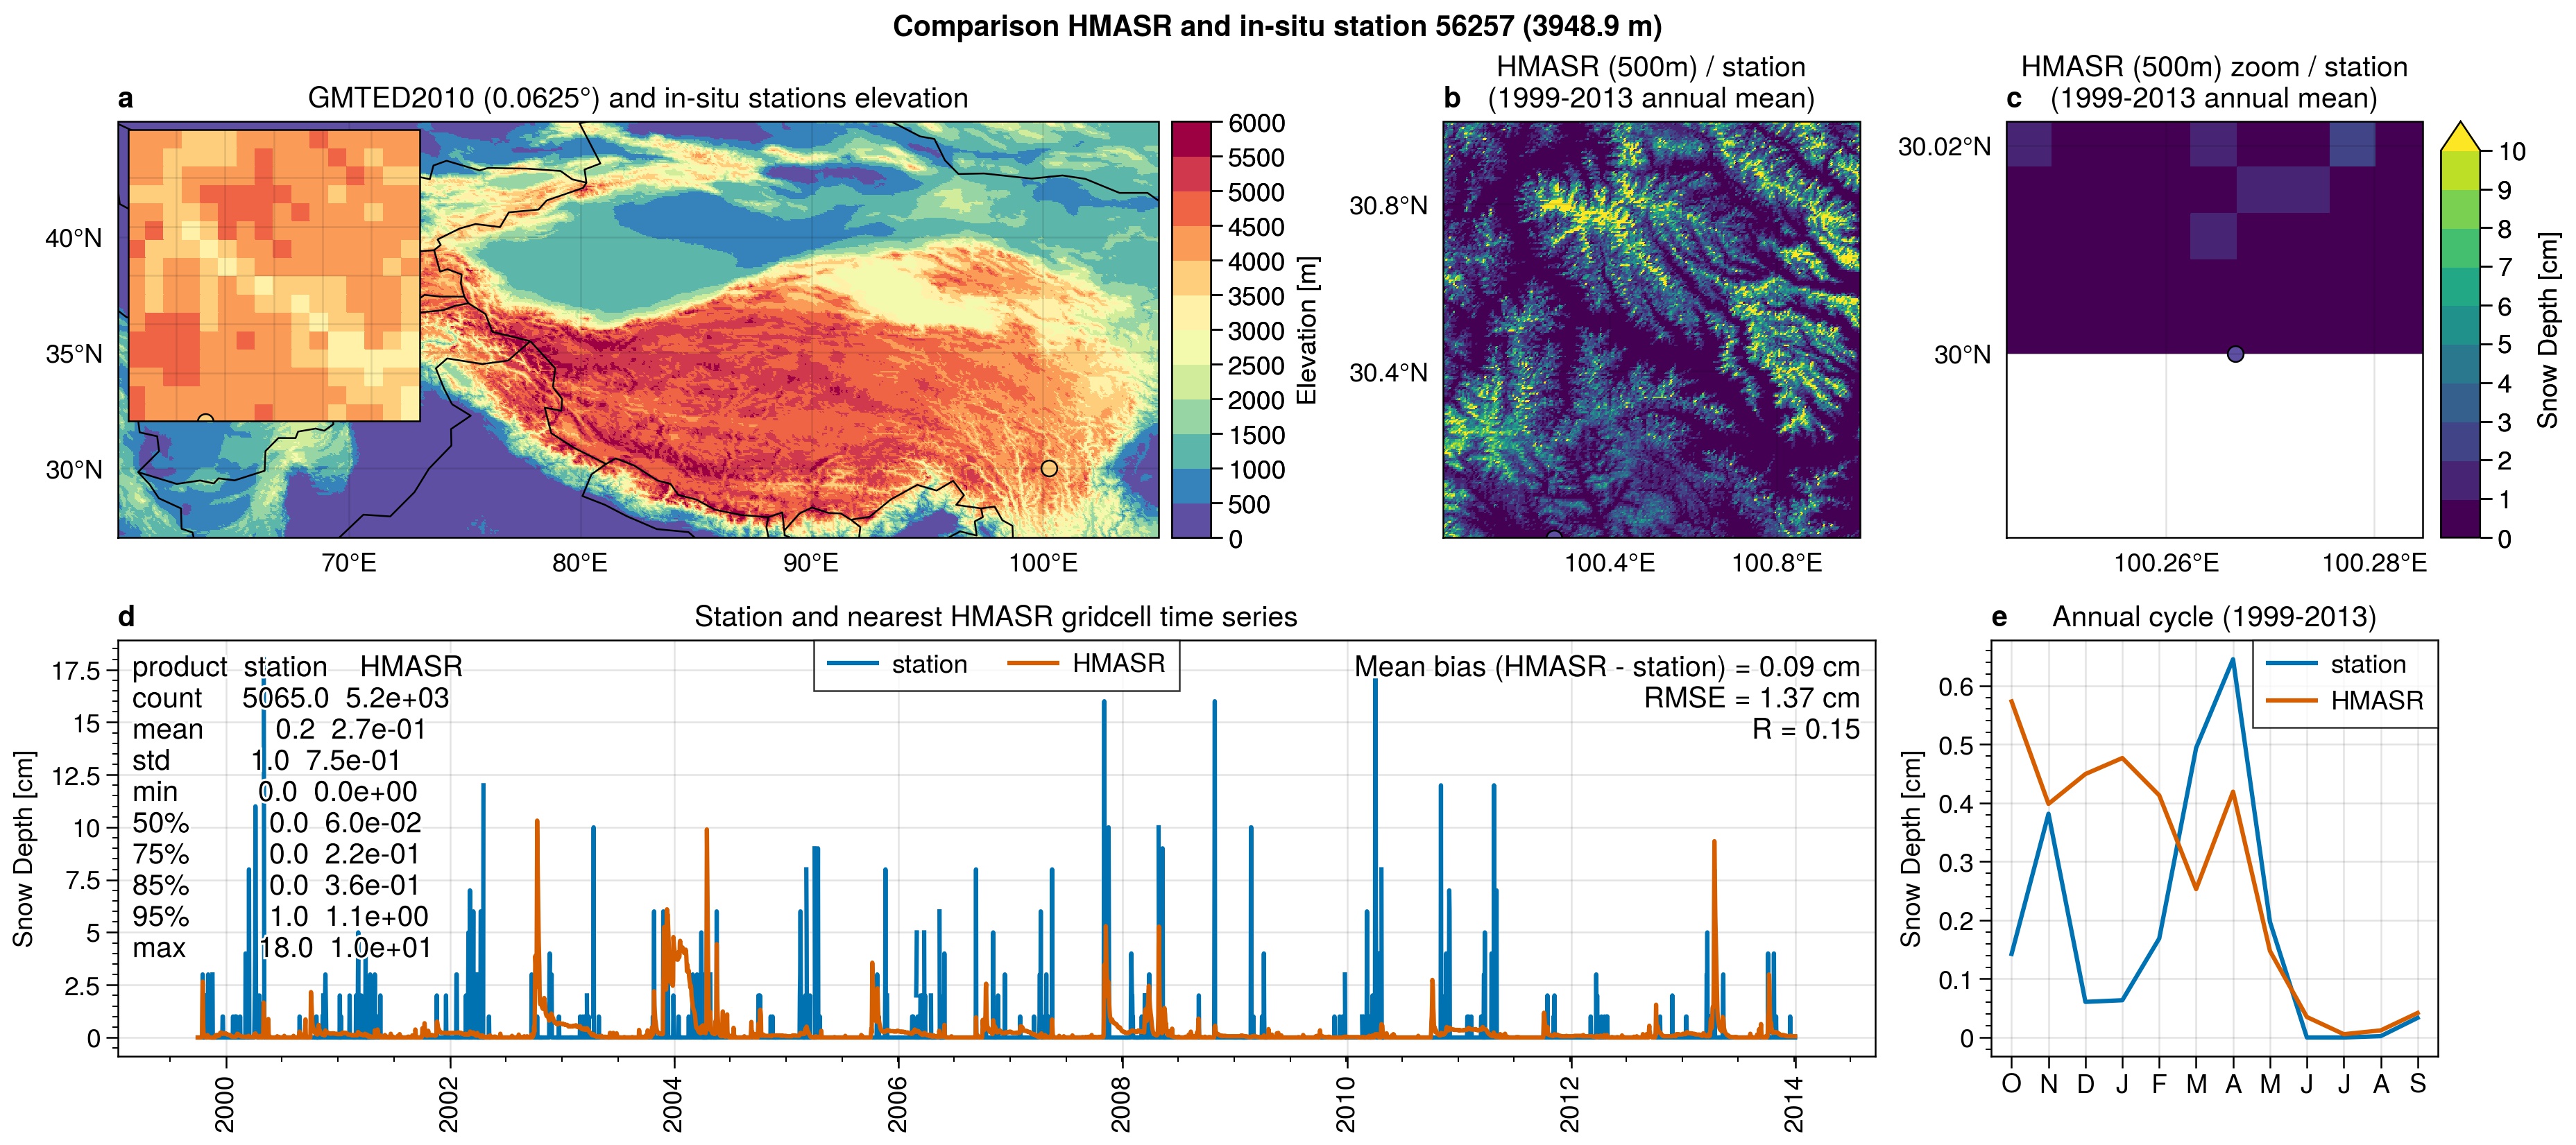 Comparison HMASR and in-situ station 56257 (3948.9 m)
a
GMTED2010 (0.0625°) and in-situ stations elevation
40°N
35°N
30°N
70°E 80°E 90°E 100°E
6000
5500
5000
4500
4000
3500
3000
2500
2000
1500
1000
500
0
Elevation [m]
b
HMASR (500m) / station
(1999-2013 annual mean)
30.8°N
30.4°N
100.4°E 100.8°E
c
HMASR (500m) zoom / station
(1999-2013 annual mean)
30.02°N
30°N
100.26°E 100.28°E
10
9
8
7
6
5
4
3
2
1
0
Snow Depth [cm]
d
Station and nearest HMASR gridcell time series
Snow Depth [cm]
17.5
15
12.5
10
7.5
5
2.5
0
product station HMASR
count 5065.0 5.2e+03
mean 0.2 2.7e-01
std 1.0 7.5e-01
min 0.0 0.0e+00
50% 0.0 6.0e-02
75% 0.0 2.2e-01
85% 0.0 3.6e-01
95% 1.0 1.1e+00
max 18.0 1.0e+01
station HMASR
Mean bias (HMASR - station) = 0.09 cm
RMSE = 1.37 cm
R = 0.15
2000 2002 2004 2006 2008 2010 2012 2014
e
Annual cycle (1999-2013)
Snow Depth [cm]
0.6
0.5
0.4
0.3
0.2
0.1
0
station
HMASR
O N D J F M A M J J A S